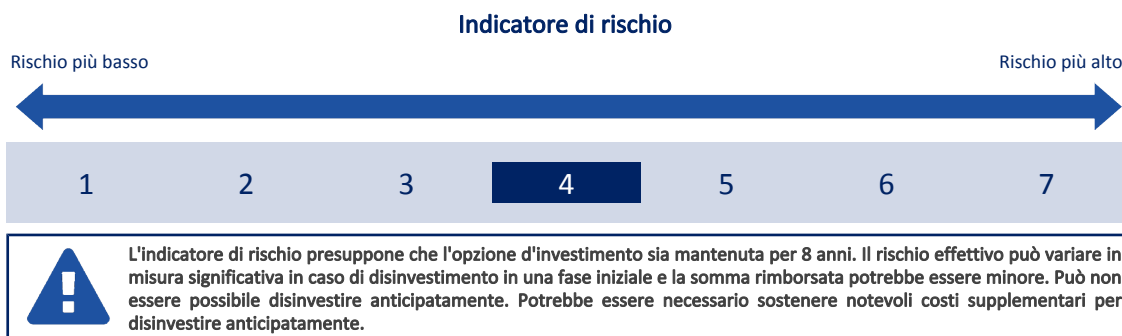 Indicatore di rischio
Rischio più basso
Rischio più alto
1 2 3 4 5 6 7
L'indicatore di rischio presuppone che l'opzione d'investimento sia mantenuta per 8 anni. Il rischio effettivo può variare in
misura significativa in caso di disinvestimento in una fase iniziale e la somma rimborsata potrebbe essere minore. Può non
essere possibile disinvestire anticipatamente. Potrebbe essere necessario sostenere notevoli costi supplementari per
disinvestire anticipatamente.